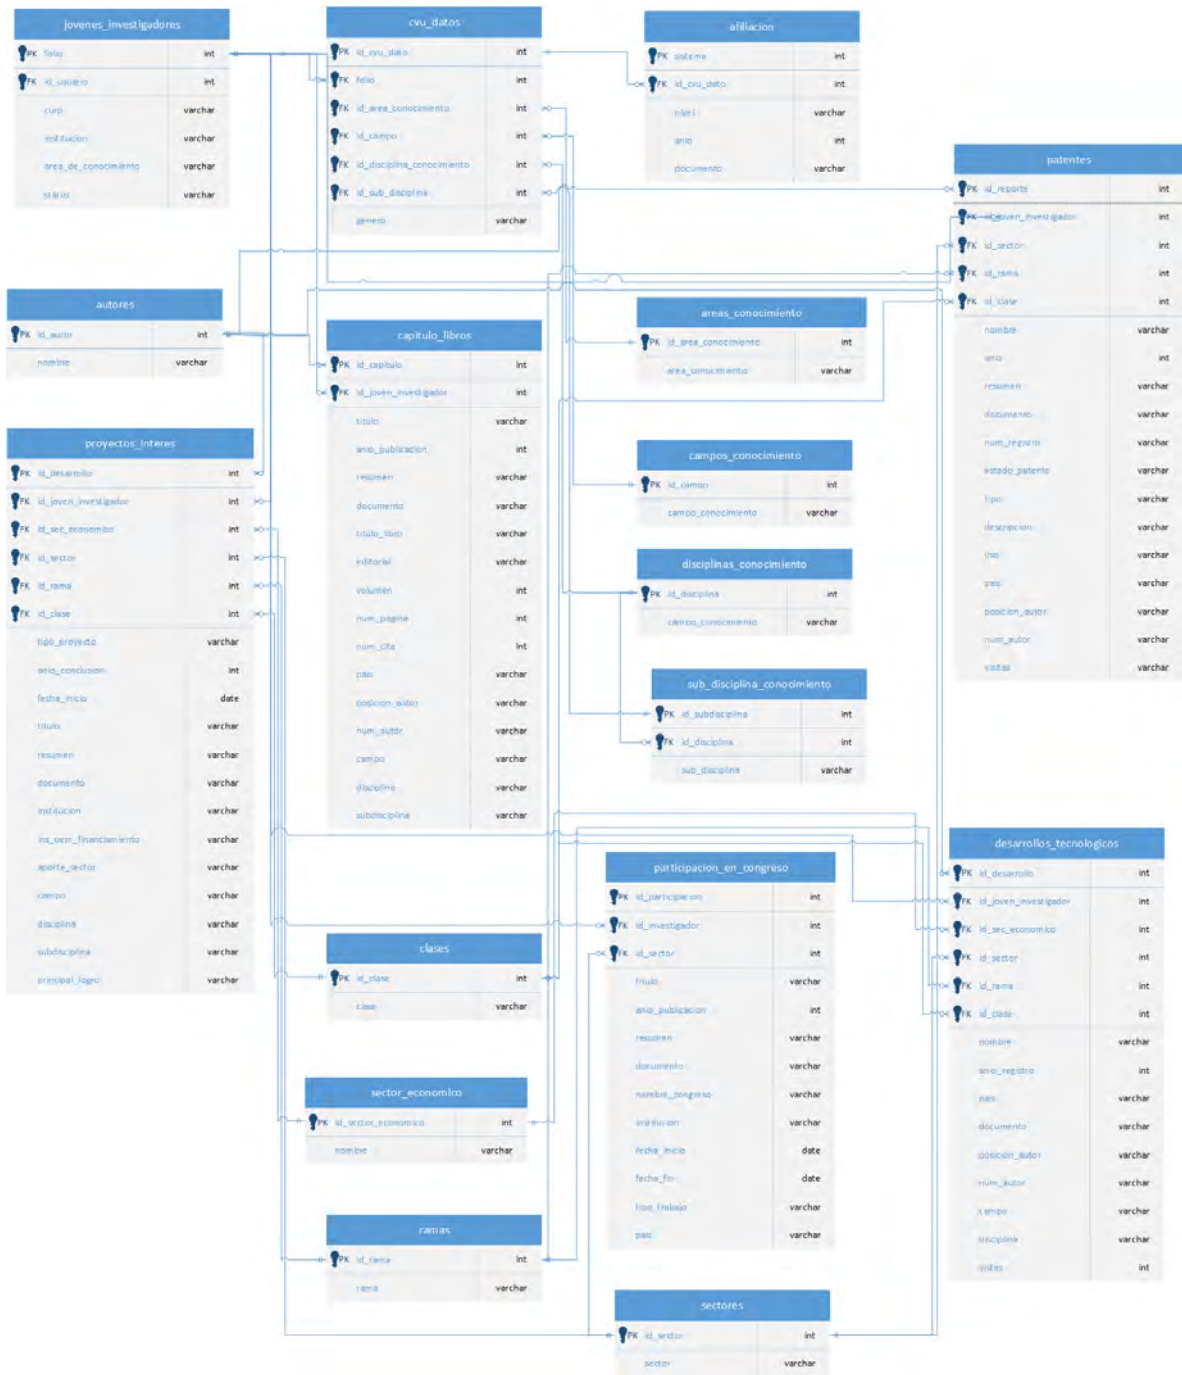 jovenes_investigadores
PK folio int
FK id_usuario int
curp varchar
institucion varchar
area_de_conocimiento varchar
status varchar
cvu_datos
PK id_cvu_dato int
FK folio int
FK id_area_conocimiento int
FK id_campo int
FK id_disciplina_conocimiento int
FK id_sub_disciplina int
genero varchar
afiliacion
PK sistema int
FK id_cvu_dato int
nivel varchar
anio int
documento varchar
patentes
PK id_reporte int
FK id_joven_investigador int
FK id_sector int
FK id_rama int
FK id_clase int
nombre varchar
anio int
resumen varchar
documento varchar
num_registro varchar
estado_patente varchar
tipo varchar
descripcion varchar
uso varchar
pais varchar
posicion_autor varchar
num_autor varchar
visitas varchar
autores
PK id_autor int
nombre varchar
capitulo_libros
PK id_capitulo int
FK id_joven_investigador int
titulo varchar
anio_publicacion int
resumen varchar
documento varchar
titulo_libro varchar
editorial varchar
volumen int
num_pagina int
num_cita int
pais varchar
posicion_autor varchar
num_autor varchar
campo varchar
disciplina varchar
subdisciplina varchar
areas_conocimiento
PK id_area_conocimiento int
area_conocimiento varchar
proyectos_interes
PK id_desarrollo int
FK id_joven_investigador int
FK id_sec_economico int
FK id_sector int
FK id_rama int
FK id_clase int
tipo_proyecto varchar
anio_conclusion int
fecha_inicio date
titulo varchar
resumen varchar
documento varchar
institucion varchar
ins_oem_financiamiento varchar
aporte_sector varchar
campo varchar
disciplina varchar
subdisciplina varchar
principal_logro varchar
campos_conocimiento
PK id_campo int
campo_conocimiento varchar
disciplinas_conocimiento
PK id_disciplina int
campo_conocimiento varchar
sub_disciplina_conocimiento
PK id_subdisciplina int
FK id_disciplina int
sub_disciplina varchar
participacion_en_congreso
PK id_participacion int
FK id_investigador int
FK id_sector int
titulo varchar
anio_publicacion int
resumen varchar
documento varchar
nombre_congreso varchar
institucion varchar
fecha_inicio date
fecha_fin date
tipo_trabajo varchar
pais varchar
desarrollos_tecnologicos
PK id_desarrollo int
FK id_joven_investigador int
FK id_sec_economico int
FK id_sector int
FK id_rama int
FK id_clase int
nombre varchar
anio_registro int
pais varchar
documento varchar
posicion_autor varchar
num_autor varchar
campo varchar
disciplina varchar
visitas int
clases
PK id_clase int
clase varchar
sector_economico
PK id_sector_economico int
nombre varchar
ramas
PK id_rama int
rama varchar
sectores
PK id_sector int
sector varchar